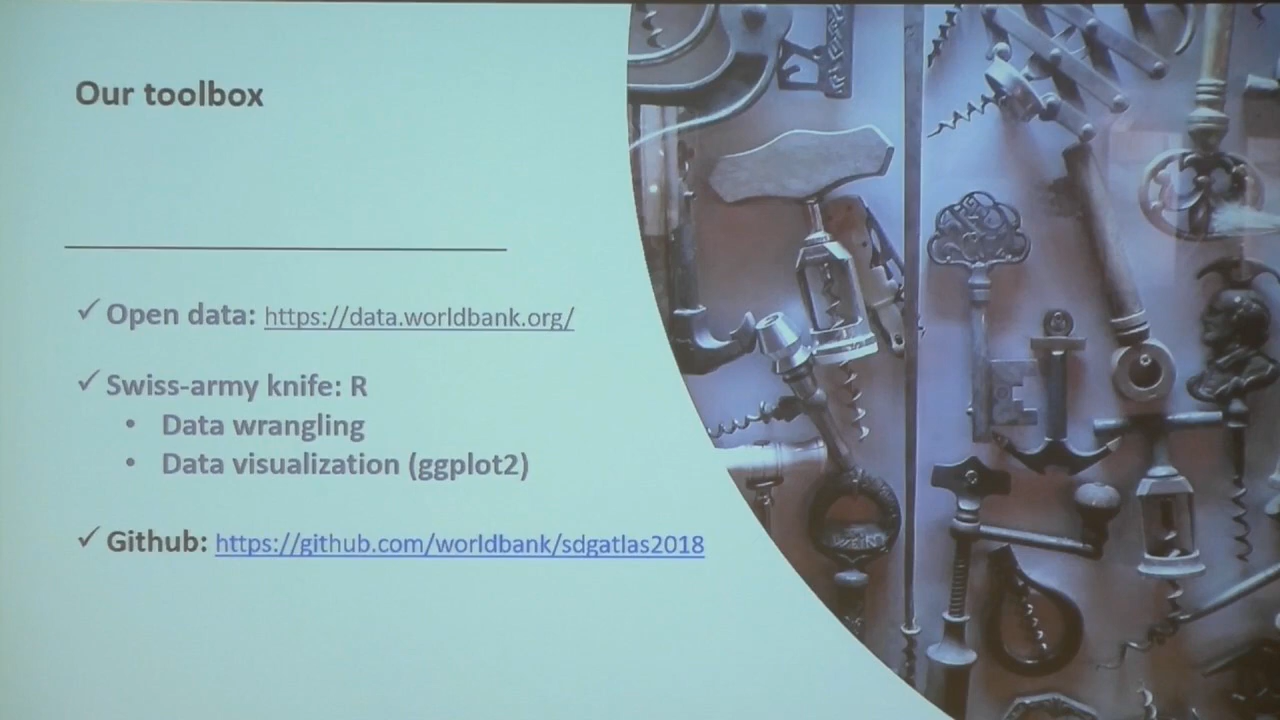 Our toolbox
✓ Open data: https://data.worldbank.org/
✓ Swiss-army knife: R
• Data wrangling
• Data visualization (ggplot2)
✓ Github: https://github.com/worldbank/sdgatlas2018